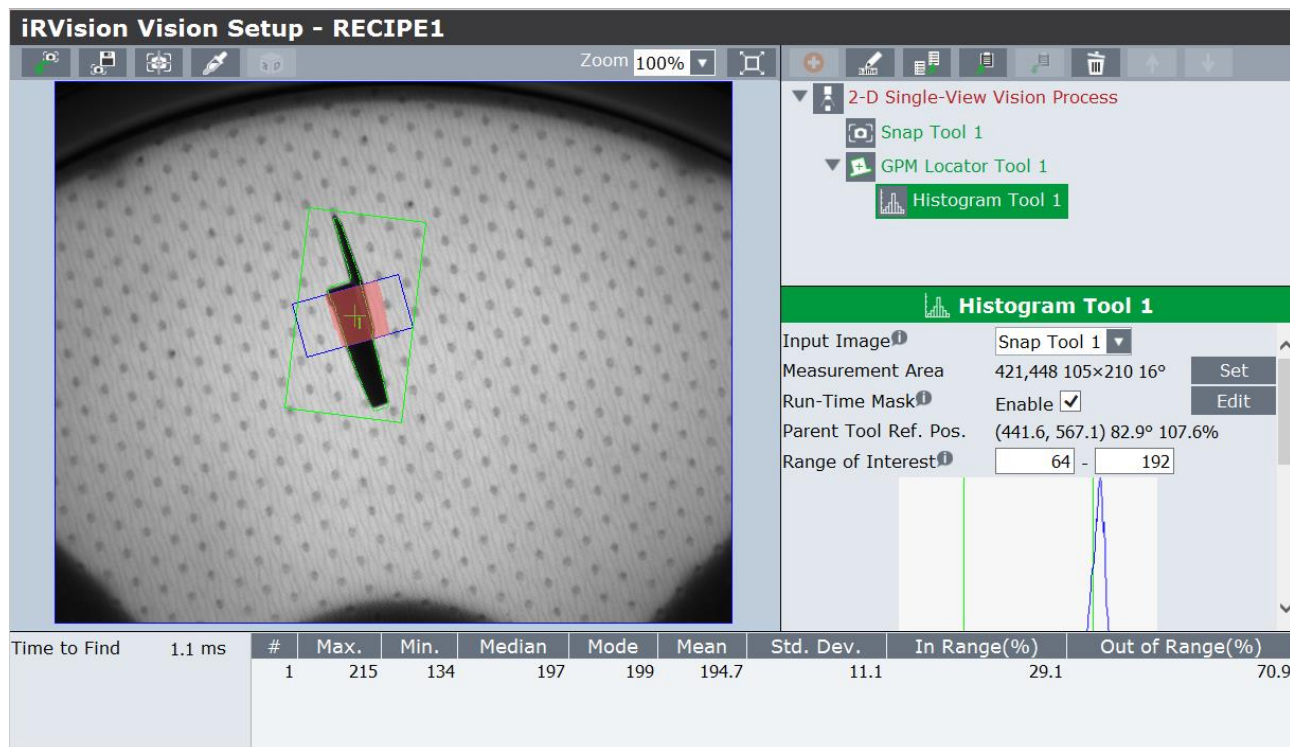 iRVision Vision Setup - RECIPE1
Zoom 100%
2-D Single-View Vision Process
Snap Tool 1
GPM Locator Tool 1
Histogram Tool 1
Histogram Tool 1
Input Image Snap Tool 1
Measurement Area 421,448 105×210 16° Set
Run-Time Mask Enable Edit
Parent Tool Ref. Pos. (441.6, 567.1) 82.9° 107.6%
Range of Interest 64 - 192
Time to Find 1.1 ms
# Max. Min. Median Mode Mean Std. Dev. In Range(%) Out of Range(%)
1 215 134 197 199 194.7 11.1 29.1 70.9